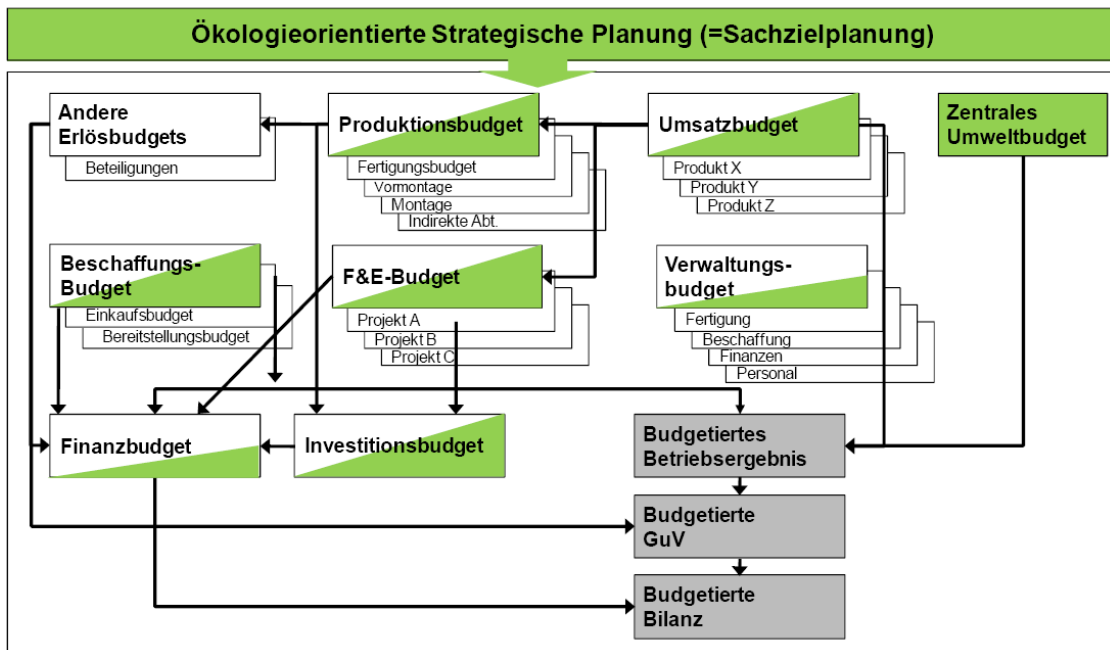 Ökologieorientierte Strategische Planung (=Sachzielplanung)
Andere
Erlösbudgets
Beteiligungen
Produktionsbudget
Fertigungsbudget
Vormontage
Montage
Indirekte Abt.
Umsatzbudget
Produkt X
Produkt Y
Produkt Z
Zentrales
Umweltbudget
Beschaffungs-
Budget
Einkaufsbudget
Bereitstellungsbudget
F&E-Budget
Projekt A
Projekt B
Projekt C
Verwaltungs-
budget
Fertigung
Beschaffung
Finanzen
Personal
Finanzbudget
Investitionsbudget
Budgetiertes
Betriebsergebnis
Budgetierte
GuV
Budgetierte
Bilanz